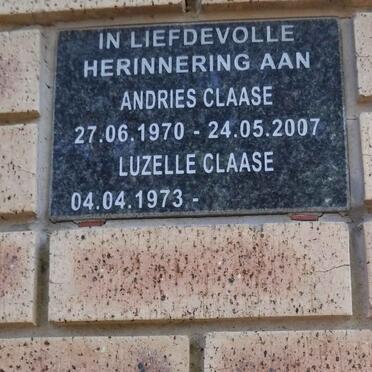 IN LIEFDEVOLLE
HERINNERING AAN
ANDRIES CLAASE
27.06.1970 - 24.05.2007
LUZELLE CLAASE
04.04.1973 -